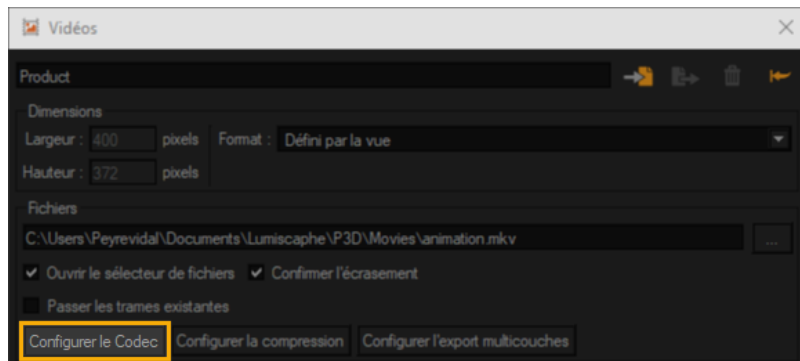 Vidéos
Product
Dimensions
Largeur : 400 pixels Format : Défini par la vue
Hauteur : 372 pixels
Fichiers
C:\Users\Peyrevidal\Documents\Lumiscaphe\P3D\Movies\animation.mkv ...
Ouvrir le sélecteur de fichiers Confirmer l'écrasement
Passer les trames existantes
Configurer le Codec Configurer la compression Configurer l'export multicouches